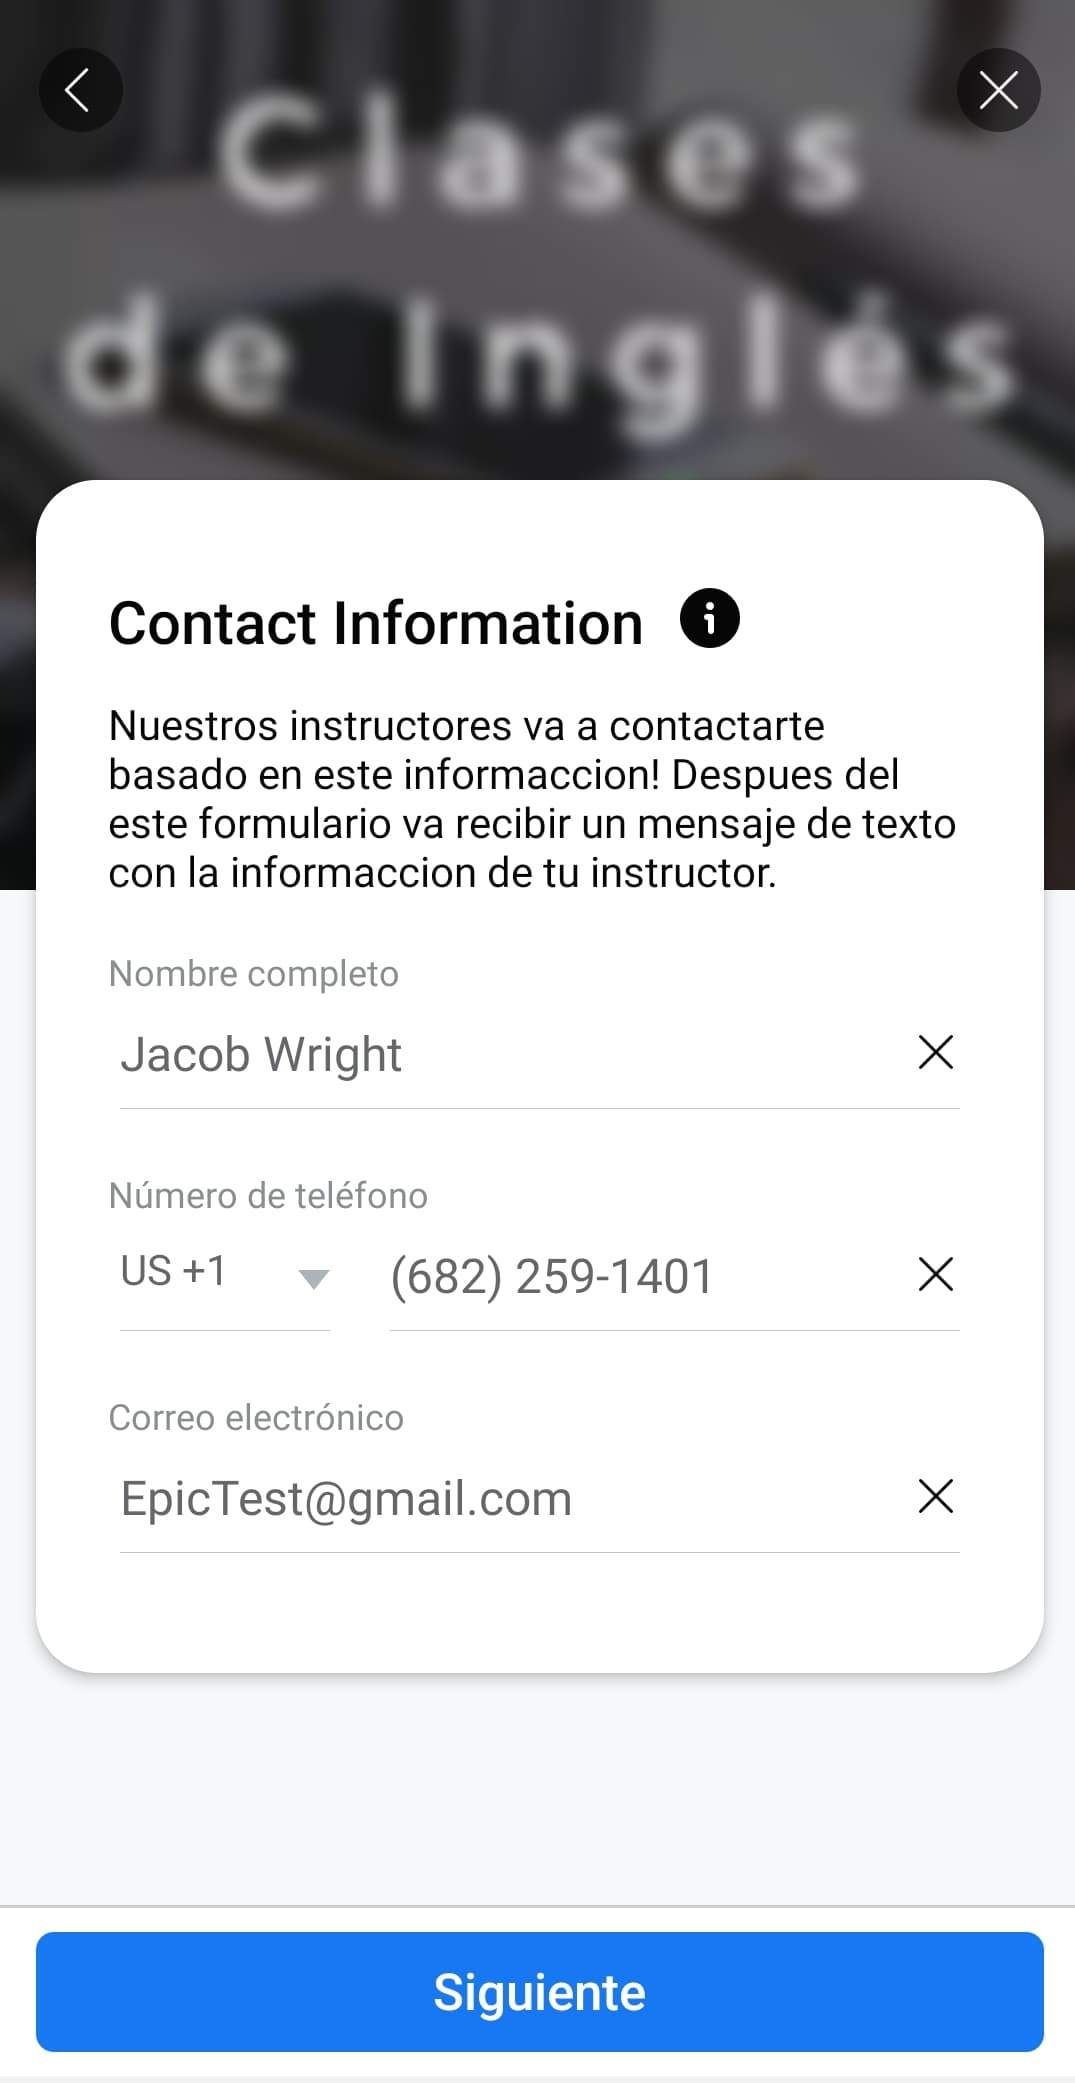 Clases
de Inglés
Contact Information
Nuestros instructores va a contactarte
basado en este informaccion! Despues del
este formulario va recibir un mensaje de texto
con la informaccion de tu instructor.
Nombre completo
Jacob Wright
Número de teléfono
US +1 (682) 259-1401
Correo electrónico
EpicTest@gmail.com
Siguiente